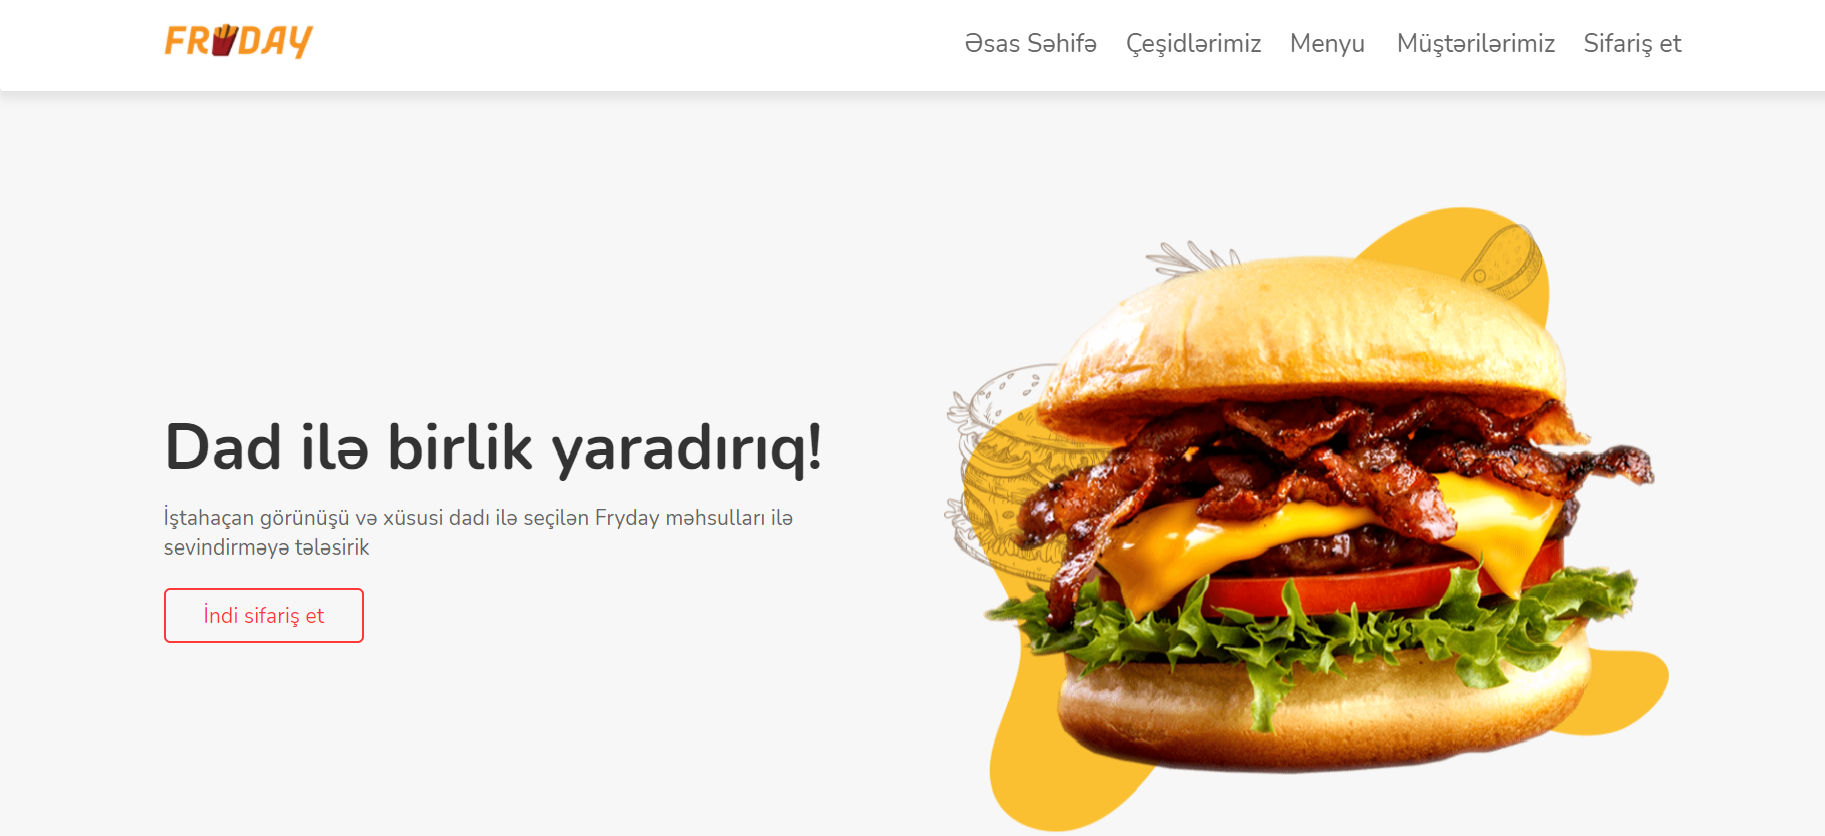 FRYDAY
Əsas Səhifə Çeşidlərimiz Menyu Müştərilərimiz Sifariş et
Dad ilə birlik yaradırıq!
İştahaçan görünüşü və xüsusi dadı ilə seçilən Fryday məhsulları ilə
sevindirməyə tələsirik
İndi sifariş et